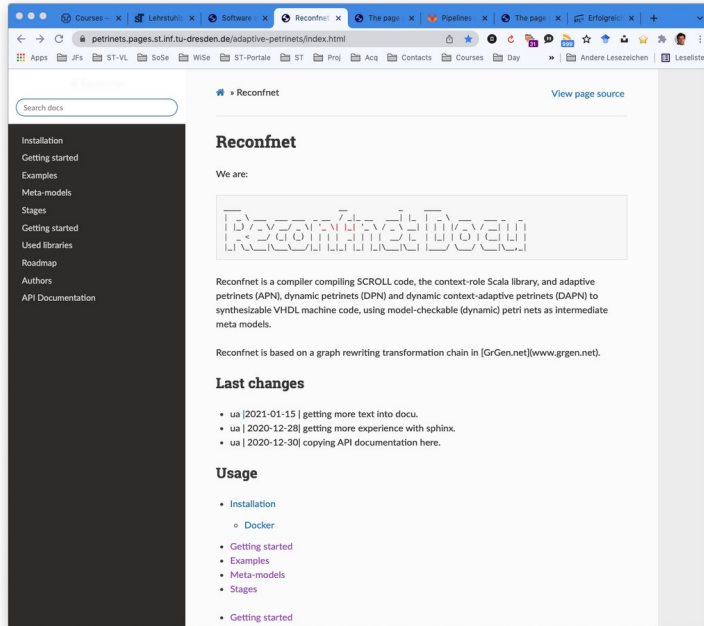 Courses –
Lehrstuhls
Software a
Reconfnet
The page
Pipelines
The page
Erfolgreich
petrinets.pages.st.inf.tu-dresden.de/adaptive-petrinets/index.html
Apps
JFs
ST-VL
SoSe
WiSe
ST-Portale
ST
Proj
Acq
Contacts
Courses
Day
»
Andere Lesezeichen
Leseliste
Search docs
Installation
Getting started
Examples
Meta-models
Stages
Getting started
Used libraries
Roadmap
Authors
API Documentation
» Reconfnet
View page source
Reconfnet
We are:
Reconfnet is a compiler compiling SCROLL code, the context-role Scala library, and adaptive
petrinets (APN), dynamic petrinets (DPN) and dynamic context-adaptive petrinets (DAPN) to
synthesizable VHDL machine code, using model-checkable (dynamic) petri nets as intermediate
meta models.
Reconfnet is based on a graph rewriting transformation chain in [GrGen.net](www.grgen.net).
Last changes
• ua |2021-01-15 | getting more text into docu.
• ua | 2020-12-28| getting more experience with sphinx.
• ua | 2020-12-30| copying API documentation here.
Usage
• Installation
◦ Docker
• Getting started
• Examples
• Meta-models
• Stages
• Getting started